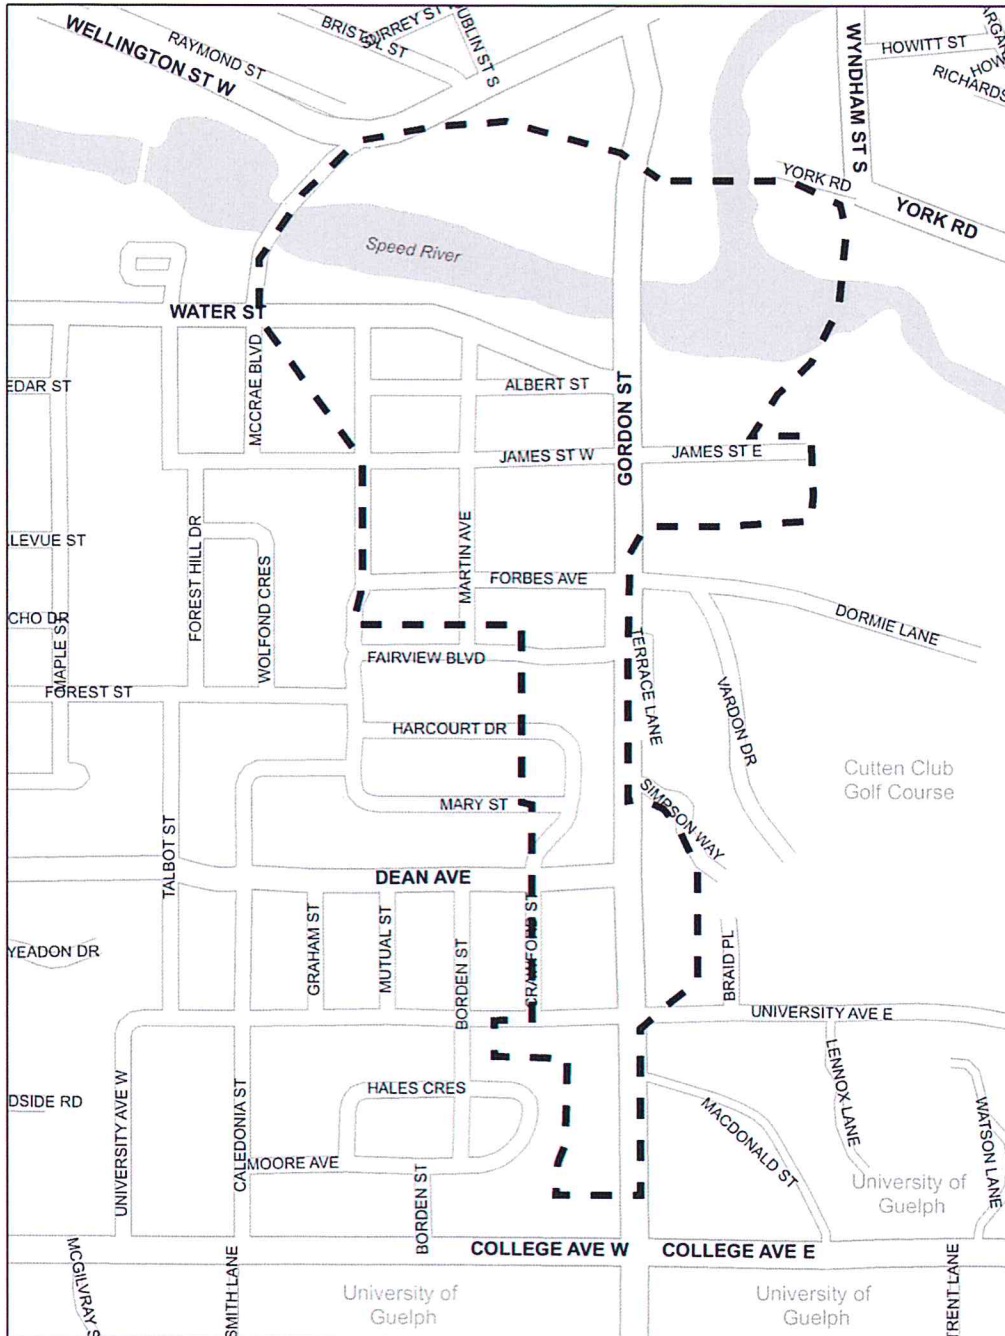 SURREY ST
BRISTOL ST
DUBLIN ST S
WELLINGTON ST W
RAYMOND ST
WYNDHAM ST S
HOWITT ST
RICHARDS
YORK RD
YORK RD
Speed River
WATER ST
MCCRAE BLVD
EDAR ST
ALBERT ST
GORDON ST
JAMES ST W
JAMES ST E
LLEVUE ST
FOREST HILL DR
WOLFOND CRES
MARTIN AVE
FORBES AVE
DORMIE LANE
CHO DR
MAPLE ST
FAIRVIEW BLVD
TERRACE LANE
VARDON DR
FOREST ST
HARCOURT DR
Cutten Club
Golf Course
MARY ST
SIMPSON WAY
TALBOT ST
DEAN AVE
YEADON DR
GRAHAM ST
MUTUAL ST
BORDEN ST
CRAWFORD ST
BRAID PL
UNIVERSITY AVE E
DSIDE RD
UNIVERSITY AVE W
CALEDONIA ST
HALES CRES
MOORE AVE
BORDEN ST
MACDONALD ST
LENNOX LANE
WATSON LANE
University of
Guelph
COLLEGE AVE W
COLLEGE AVE E
MCGILVRAY S
SMITH LANE
University of
Guelph
University of
Guelph
TRENT LANE